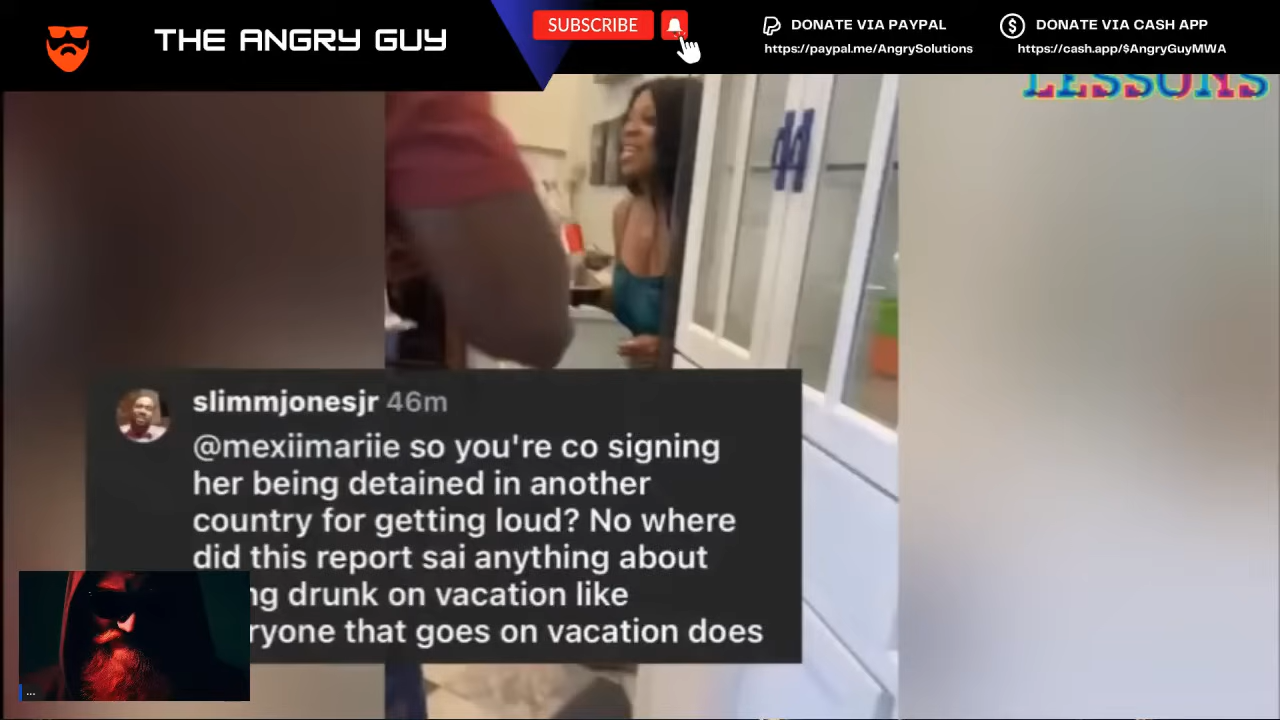 THE ANGRY GUY
SUBSCRIBE
DONATE VIA PAYPAL
https://paypal.me/AngrySolutions
DONATE VIA CASH APP
https://cash.app/$AngryGuyMWA
LESSONS
slimmjonesjr 46m
@mexiimariie so you're co signing
her being detained in another
country for getting loud? No where
did this report sai anything about
drunk on vacation like
that goes on vacation does
...